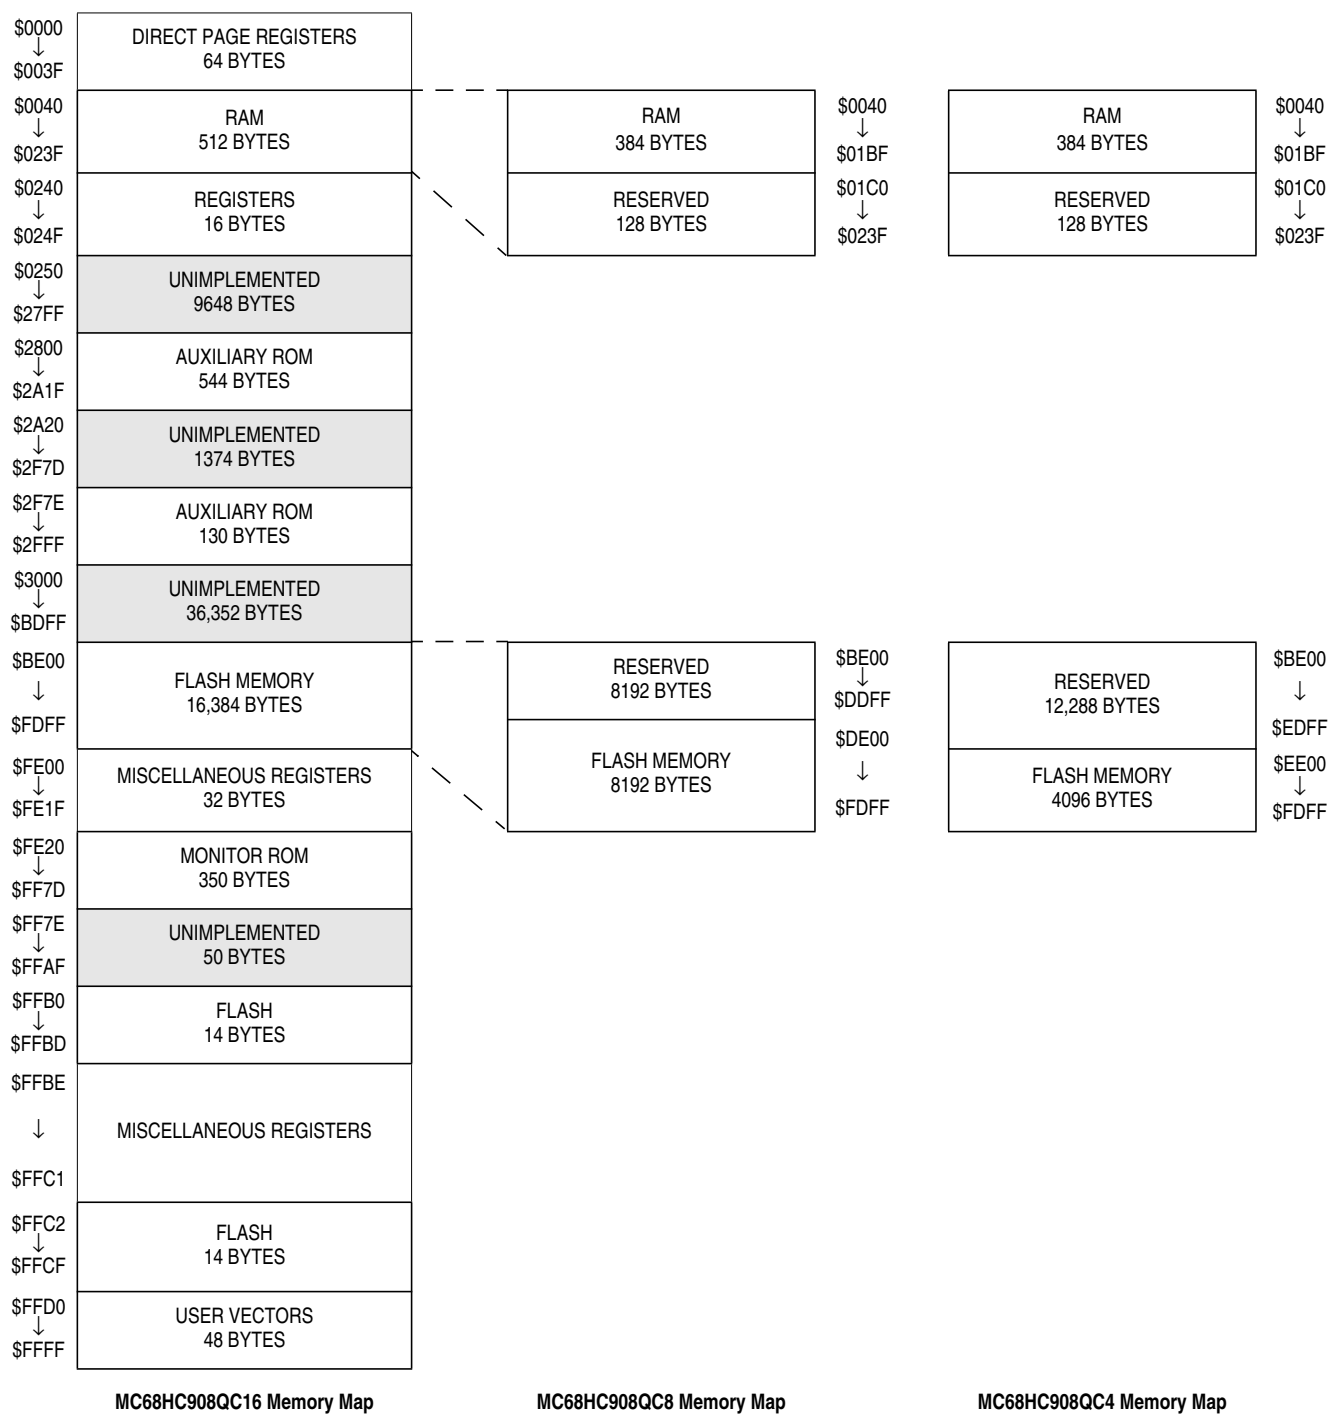 $0000
↓
$003F
DIRECT PAGE REGISTERS
64 BYTES
$0040
↓
$023F
RAM
512 BYTES
$0240
↓
$024F
REGISTERS
16 BYTES
$0250
↓
$27FF
UNIMPLEMENTED
9648 BYTES
$2800
↓
$2A1F
AUXILIARY ROM
544 BYTES
$2A20
↓
$2F7D
UNIMPLEMENTED
1374 BYTES
$2F7E
↓
$2FFF
AUXILIARY ROM
130 BYTES
$3000
↓
$BDFF
UNIMPLEMENTED
36,352 BYTES
$BE00
↓
$FDFF
FLASH MEMORY
16,384 BYTES
$FE00
↓
$FE1F
MISCELLANEOUS REGISTERS
32 BYTES
$FE20
↓
$FF7D
MONITOR ROM
350 BYTES
$FF7E
↓
$FFAF
UNIMPLEMENTED
50 BYTES
$FFB0
↓
$FFBD
FLASH
14 BYTES
$FFBE
↓
$FFC1
MISCELLANEOUS REGISTERS
$FFC2
↓
$FFCF
FLASH
14 BYTES
$FFD0
↓
$FFFF
USER VECTORS
48 BYTES
MC68HC908QC16 Memory Map
RAM
384 BYTES
$0040
↓
$01BF
RESERVED
128 BYTES
$01C0
↓
$023F
RESERVED
8192 BYTES
$BE00
↓
$DDFF
FLASH MEMORY
8192 BYTES
$DE00
↓
$FDFF
MC68HC908QC8 Memory Map
RAM
384 BYTES
$0040
↓
$01BF
RESERVED
128 BYTES
$01C0
↓
$023F
RESERVED
12,288 BYTES
$BE00
↓
$EDFF
FLASH MEMORY
4096 BYTES
$EE00
↓
$FDFF
MC68HC908QC4 Memory Map